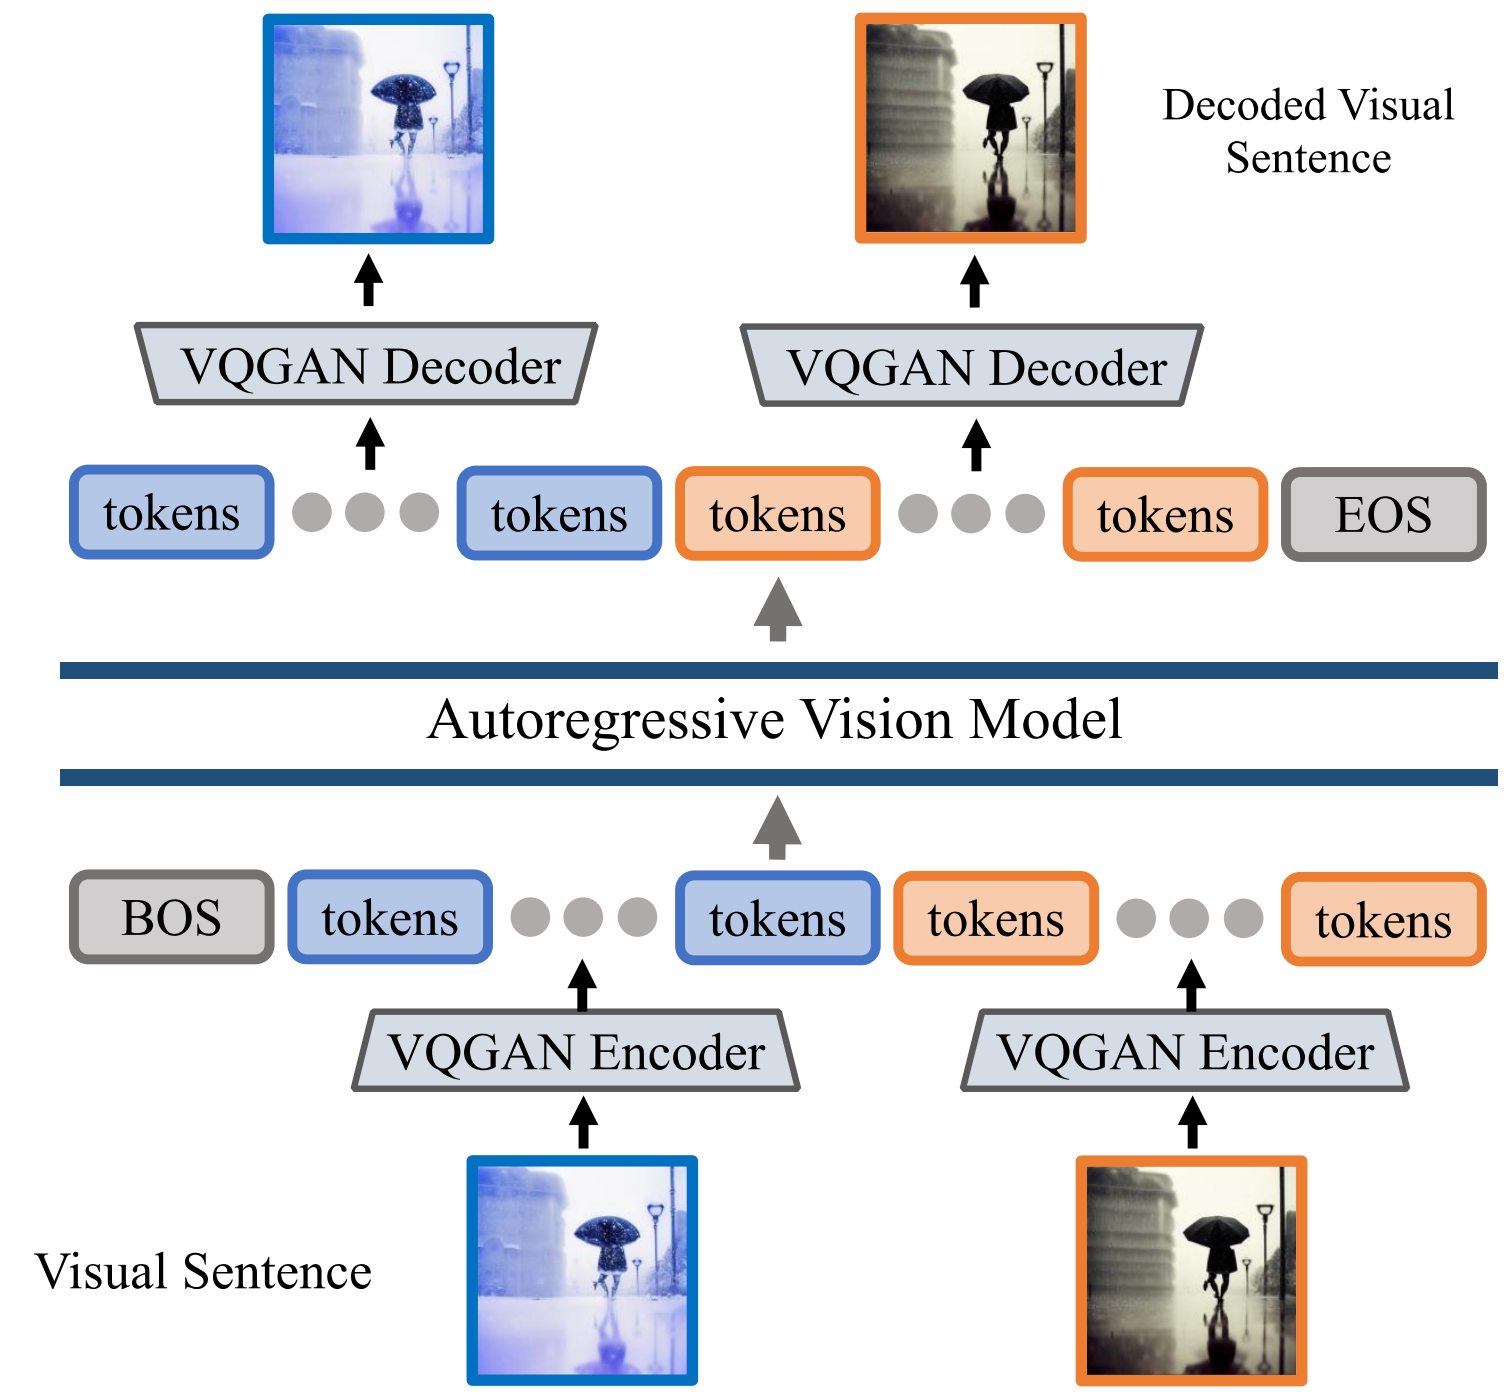 Decoded Visual
Sentence
VQGAN Decoder
VQGAN Decoder
tokens
tokens
tokens
tokens
EOS
Autoregressive Vision Model
BOS
tokens
tokens
tokens
tokens
VQGAN Encoder
VQGAN Encoder
Visual Sentence